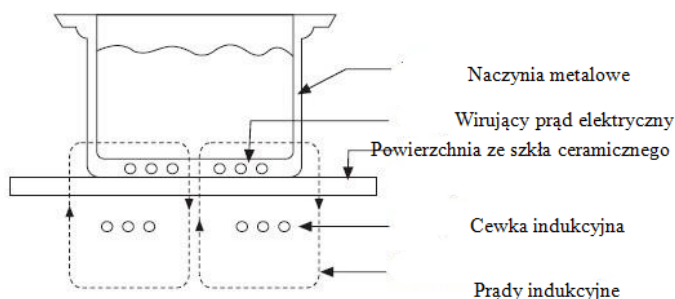 Naczynia metalowe
Wirujący prąd elektryczny
Powierzchnia ze szkła ceramicznego
Cewka indukcyjna
Prądy indukcyjne